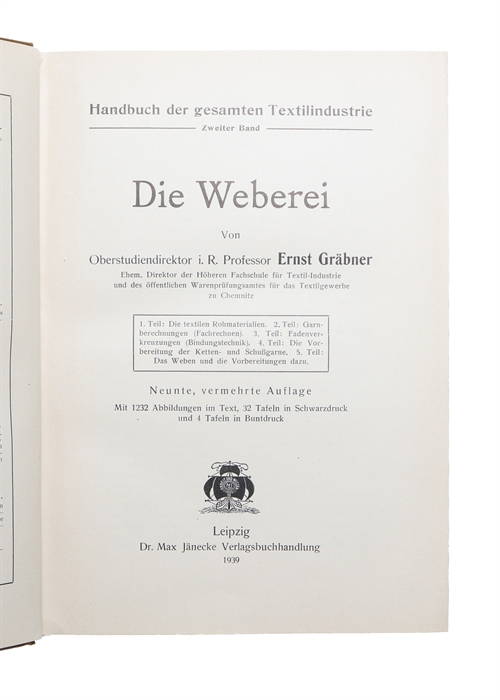 Handbuch der gesamten Textilindustrie
Zweiter Band
Die Weberei
Von
Oberstudiendirektor i. R. Professor Ernst Gräbner
Ehem. Direktor der Höheren Fachschule für Textil-Industrie
und des öffentlichen Warenprüfungsamtes für das Textilgewerbe
zu Chemnitz
1. Teil: Die textilen Rohmaterialien. 2. Teil: Garn-
berechnungen (Fachrechnen). 3. Teil: Fadenver-
kreuzungen (Bindungstechnik). 4. Teil: Die Vor-
bereitung der Ketten- und Schußgarne. 5. Teil:
Das Weben und die Vorbereitungen dazu.
Neunte, vermehrte Auflage
Mit 1232 Abbildungen im Text, 32 Tafeln in Schwarzdruck
und 4 Tafeln in Buntdruck
Leipzig
Dr. Max Jänecke Verlagsbuchhandlung
1939